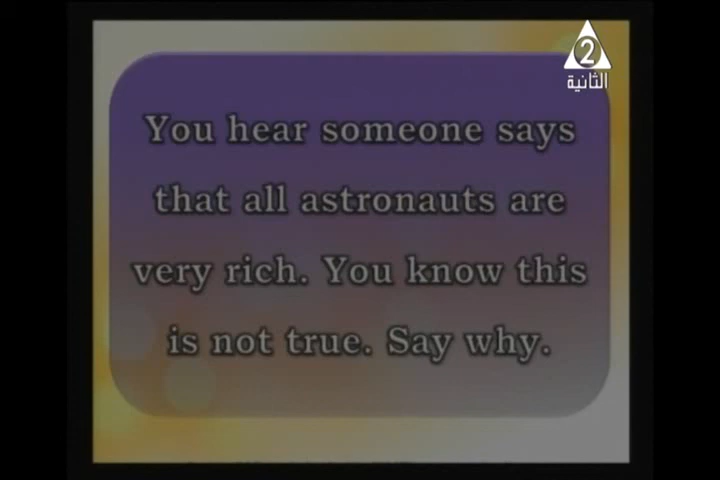 2
الثانية
You hear someone says
that all astronauts are
very rich. You know this
is not true. Say why.